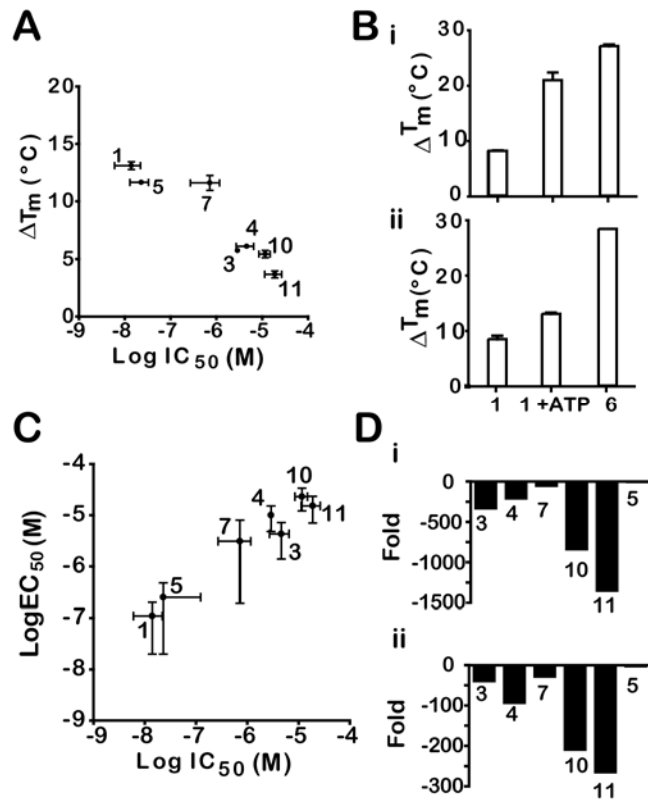 A
ΔTm (°C)
20
15
10
5
0
1
5
7
4
3
10
11
-9 -8 -7 -6 -5 -4
Log IC50 (M)
B
i
ΔTm (°C)
30
20
10
0
ii
ΔTm(°C)
30
20
10
0
1 1 +ATP 6
C
LogEC50 (M)
-4
-5
-6
-7
-8
-9
1
5
7
4
3
10
11
-9 -8 -7 -6 -5 -4
Log IC50 (M)
D
i
Fold
0
-500
-1000
-1500
3 4 7 10 11 5
ii
Fold
0
-100
-200
-300
3 4 7 10 11 5